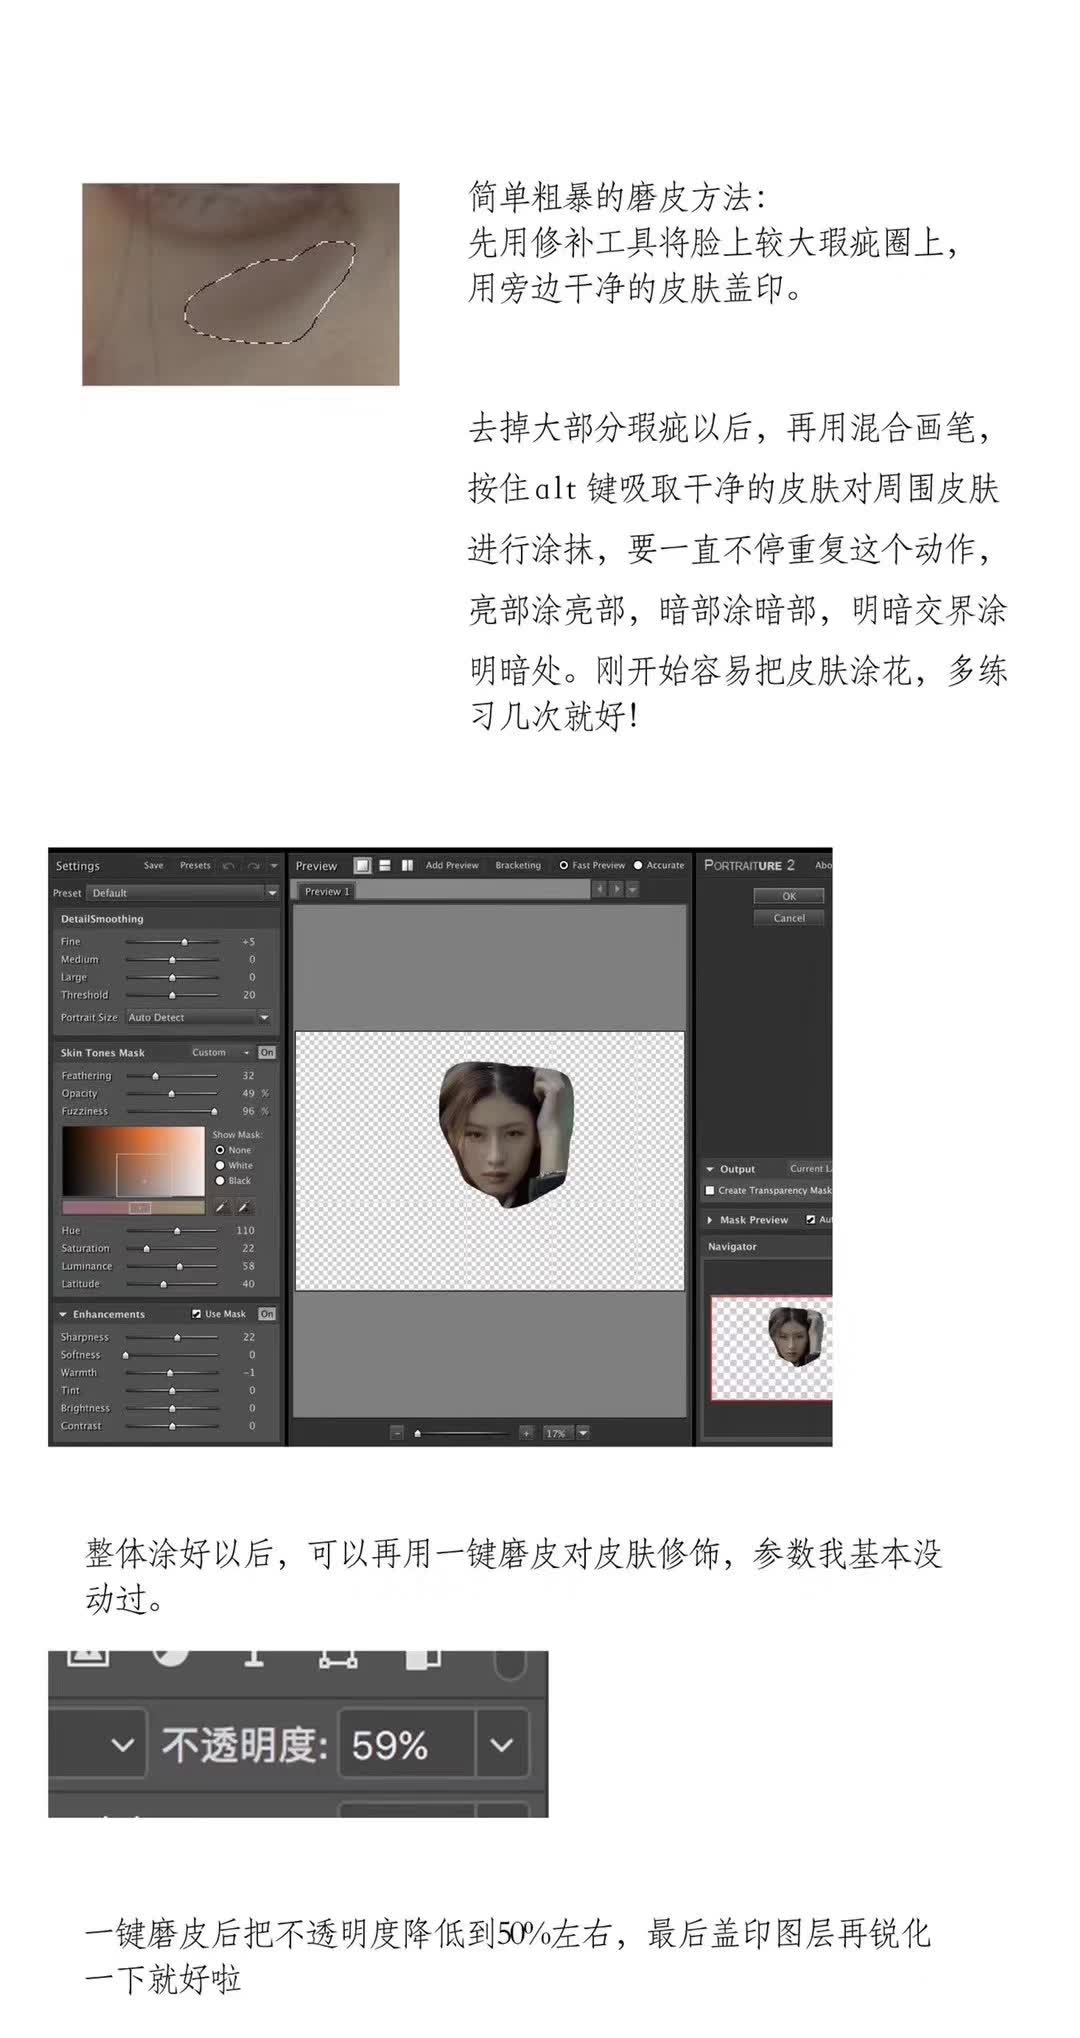 简单粗暴的磨皮方法：
先用修补工具将脸上较大瑕疵圈上，
用旁边干净的皮肤盖印。
去掉大部分瑕疵以后，再用混合画笔，
按住alt 键吸取干净的皮肤对周围皮肤
进行涂抹，要一直不停重复这个动作，
亮部涂亮部，暗部涂暗部，明暗交界涂
明暗处。刚开始容易把皮肤涂花，多练
习几次就好！
Settings Save Presets
Preset Default
DetailSmoothing
Fine +5
Medium 0
Large 0
Threshold 20
Portrait Size Auto Detect
Skin Tones Mask Custom On
Feathering 32
Opacity 49 %
Fuzziness 96 %
Show Mask:
None
White
Black
Hue 110
Saturation 22
Luminance 58
Latitude 40
Enhancements Use Mask On
Sharpness 22
Softness 0
Warmth -1
Tint 0
Brightness 0
Contrast 0
Preview Add Preview Bracketing Fast Preview Accurate
Preview 1
- + 17%
PORTRAITURE 2 Abo
OK
Cancel
Output Current L
Create Transparency Mask
Mask Preview Au
Navigator
整体涂好以后，可以再用一键磨皮对皮肤修饰，参数我基本没
动过。
不透明度: 59%
一键磨皮后把不透明度降低到50%左右，最后盖印图层再锐化
一下就好啦